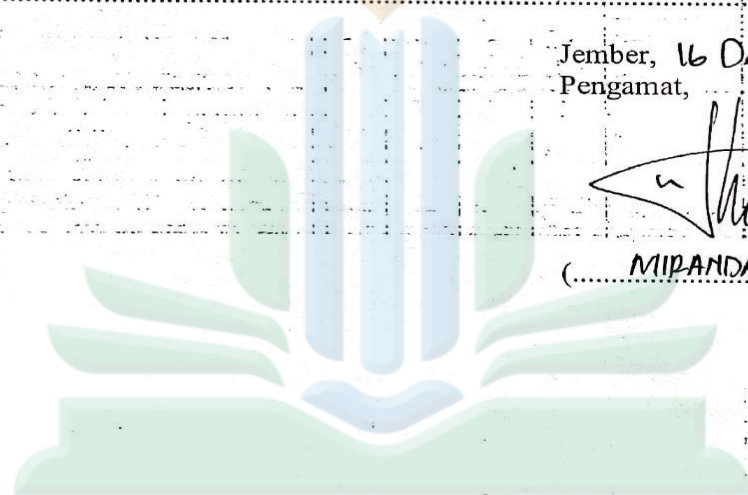 Jember, 16
Pengamat,
(..... MIRANDA